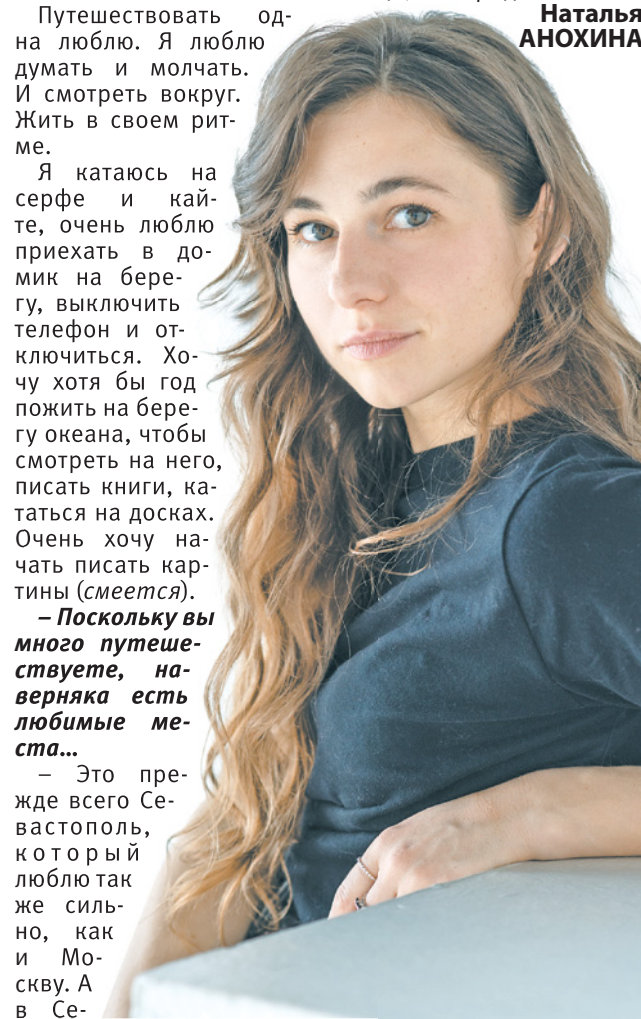 Путешествовать од-
на люблю. Я люблю
думать и молчать.
И смотреть вокруг.
Жить в своем рит-
ме.
Я катаюсь на
серфе и кай-
те, очень люблю
приехать в до-
мик на бере-
гу, выключить
телефон и от-
ключиться. Хо-
чу хотя бы год
пожить на бере-
гу океана, чтобы
смотреть на него,
писать книги, ка-
таться на досках.
Очень хочу на-
чать писать кар-
тины (смеется).
– Поскольку вы
много путеше-
ствуете, на-
верняка есть
любимые ме-
ста...
– Это пре-
жде всего Се-
вастополь,
который
люблю так
же силь-
но, как
и Мо-
скву. А
в Се-
Наталья
АНОХИНА